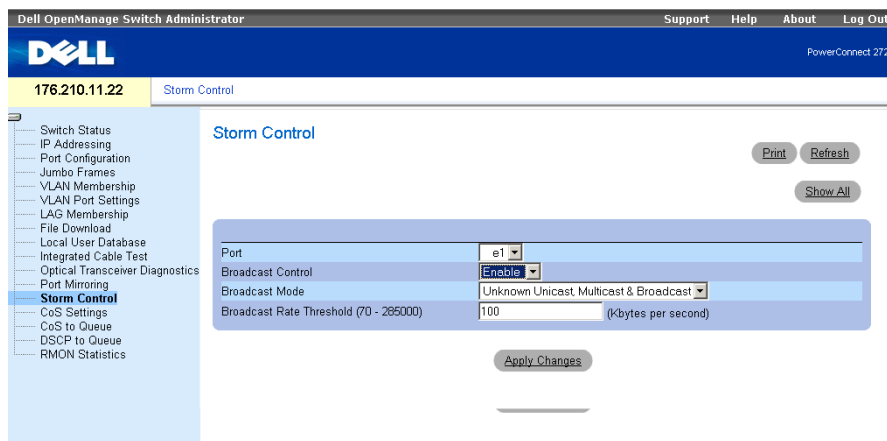 Dell OpenManage Switch Administrator Support Help About Log Out
DELL
PowerConnect 272
176.210.11.22 Storm Control
Switch Status
IP Addressing
Port Configuration
Jumbo Frames
VLAN Membership
VLAN Port Settings
LAG Membership
File Download
Local User Database
Integrated Cable Test
Optical Transceiver Diagnostics
Port Mirroring
Storm Control
CoS Settings
CoS to Queue
DSCP to Queue
RMON Statistics
Storm Control
Print Refresh
Show All
Port e1
Broadcast Control Enable
Broadcast Mode Unknown Unicast, Multicast & Broadcast
Broadcast Rate Threshold (70 - 285000) 100 (Kbytes per second)
Apply Changes